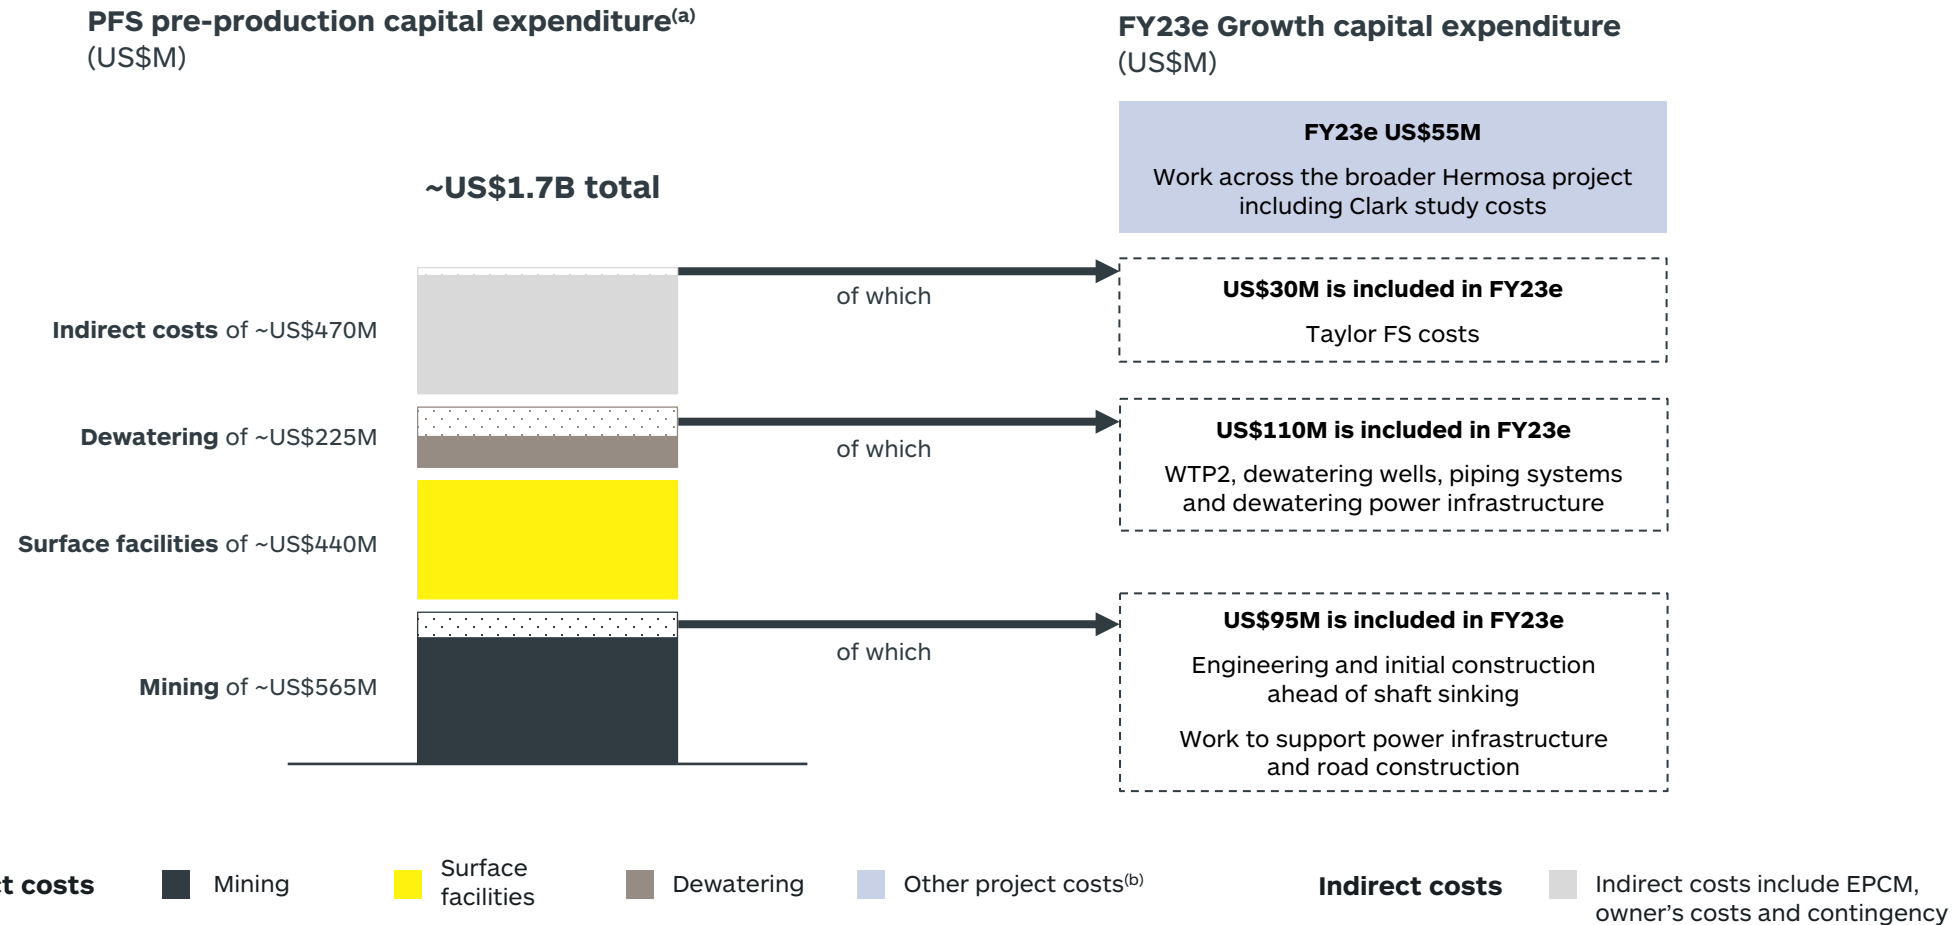 PFS pre-production capital expenditure(a)
(US$M)
FY23e Growth capital expenditure
(US$M)
~US$1.7B total
FY23e US$55M
Work across the broader Hermosa project
including Clark study costs
Indirect costs of ~US$470M
of which
US$30M is included in FY23e
Taylor FS costs
Dewatering of ~US$225M
of which
US$110M is included in FY23e
WTP2, dewatering wells, piping systems
and dewatering power infrastructure
Surface facilities of ~US$440M
Mining of ~US$565M
of which
US$95M is included in FY23e
Engineering and initial construction
ahead of shaft sinking
Work to support power infrastructure
and road construction
costs
Mining
Surface
facilities
Dewatering
Other project costs(b)
Indirect costs
Indirect costs include EPCM,
owner's costs and contingency